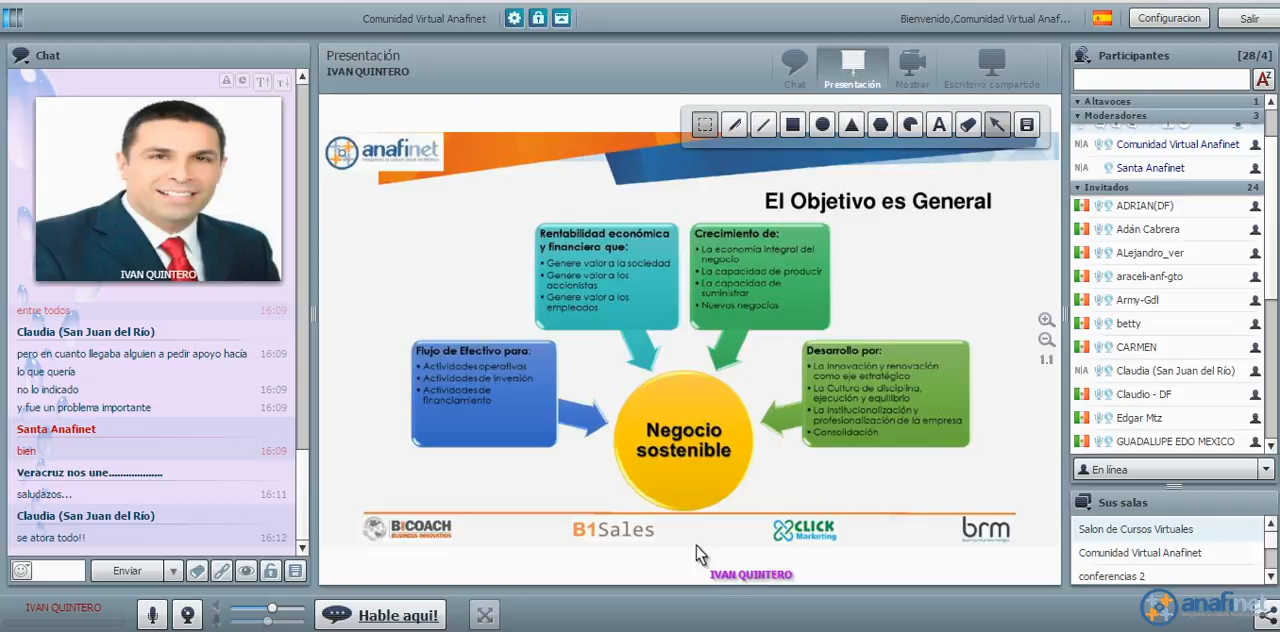 Comunidad Virtual Anafinet
Bienvenido,Comunidad Virtual Anaf...
Configuracion
Salir
Chat
IVAN QUINTERO
entre todos
16:09
Claudia (San Juan del Río)
pero en cuanto llegaba alguien a pedir apoyo hacía
16:09
lo que quería
no lo indicado
16:09
y fue un problema importante
16:09
Santa Anafinet
bien
16:09
Veracruz nos une..................
saludazos...
16:11
Claudia (San Juan del Río)
se atora todo!!
16:12
Enviar
IVAN QUINTERO
Hable aqui!
Presentación
IVAN QUINTERO
Chat
Presentación
Mostrar
Escritorio compartido
A
anafinet
El Objetivo es General
Rentabilidad económica
y financiera que:
• Genere valor a la sociedad
• Genere valor a los
accionistas
• Genere valor a los
empleados
Crecimiento de:
• La economía integral del
negocio
• La capacidad de producir
• La capacidad de
suministrar
• Nuevos negocios
Flujo de Efectivo para:
• Actividades operativas
• Actividades de inversión
• Actividades de
financiamiento
Desarrollo por:
• La Innovación y renovación
como eje estratégico
• La Cultura de disciplina,
ejecución y equilibrio
• La Institucionalización y
profesionalización de la empresa
• Consolidación
Negocio
sostenible
BICOACH
BUSINESS INNOVATION
B1Sales
CLICK
Marketing
brm
IVAN QUINTERO
1:1
Participantes
[28/4]
Altavoces
1
Moderadores
3
N|A
Comunidad Virtual Anafinet
N|A
Santa Anafinet
Invitados
24
ADRIAN(DF)
Adán Cabrera
ALejandro_ver
araceli-anf-gto
Army-Gdl
betty
CARMEN
N|A
Claudia (San Juan del Río)
Claudio - DF
Edgar Mtz
GUADALUPE EDO MEXICO
En línea
Sus salas
Salon de Cursos Virtuales
Comunidad Virtual Anafinet
conferencias 2
anafinet